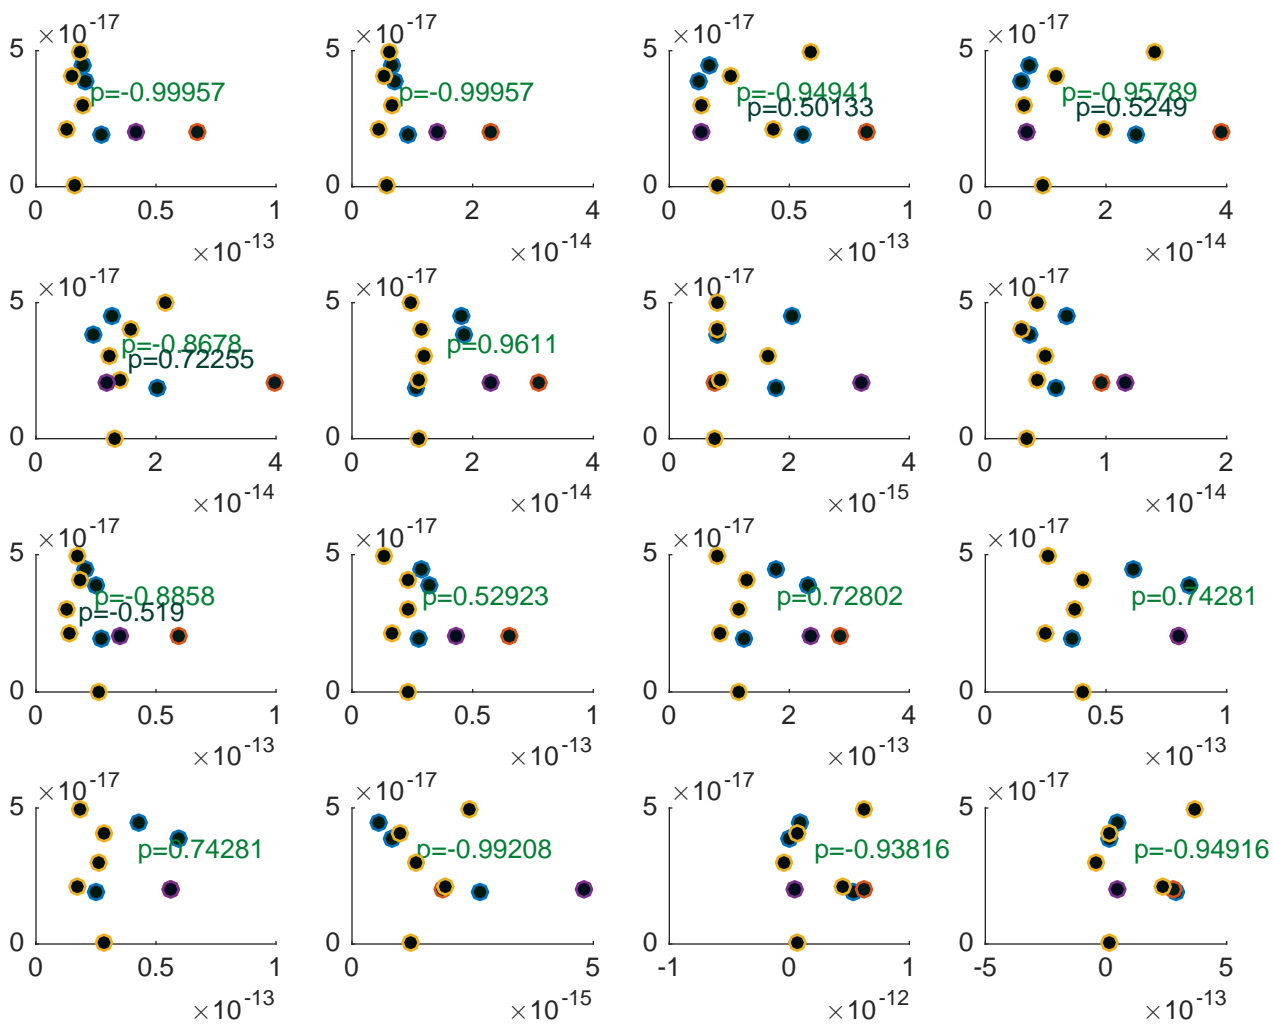 ×10^-17 ×10^-17 ×10^-17 ×10^-17
5 5 5 5
p=-0.99957 p=-0.99957 p=-0.94941 p=-0.95789
p=0.50133 p=0.5249
0 0 0 0
0 0.5 1 0 2 4 0 0.5 1 0 2 4
×10^-13 ×10^-14 ×10^-13 ×10^-14
×10^-17 ×10^-17 ×10^-17 ×10^-17
5 5 5 5
p=-0.8678 p=0.9611
p=0.72255
0 0 0 0
0 2 4 0 2 4 0 2 4 0 1 2
×10^-14 ×10^-14 ×10^-15 ×10^-14
×10^-17 ×10^-17 ×10^-17 ×10^-17
5 5 5 5
p=-0.8858 p=0.52923 p=0.72802 p=0.74281
p=-0.519
0 0 0 0
0 0.5 1 0 0.5 1 0 2 4 0 0.5 1
×10^-13 ×10^-13 ×10^-13 ×10^-13
×10^-17 ×10^-17 ×10^-17 ×10^-17
5 5 5 5
p=0.74281 p=-0.99208 p=-0.93816 p=-0.94916
0 0 0 0
0 0.5 1 0 5 -1 0 1 -5 0 5
×10^-13 ×10^-15 ×10^-12 ×10^-13